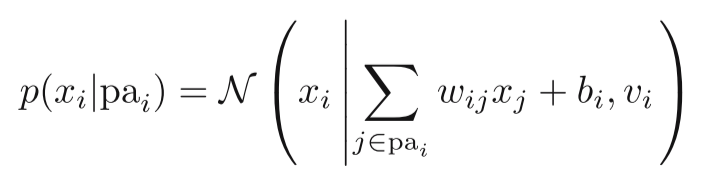 p(x_i|pa_i) = 𝒩 ( x_i | ∑_{j∈pa_i} w_{ij}x_j + b_i, v_i )